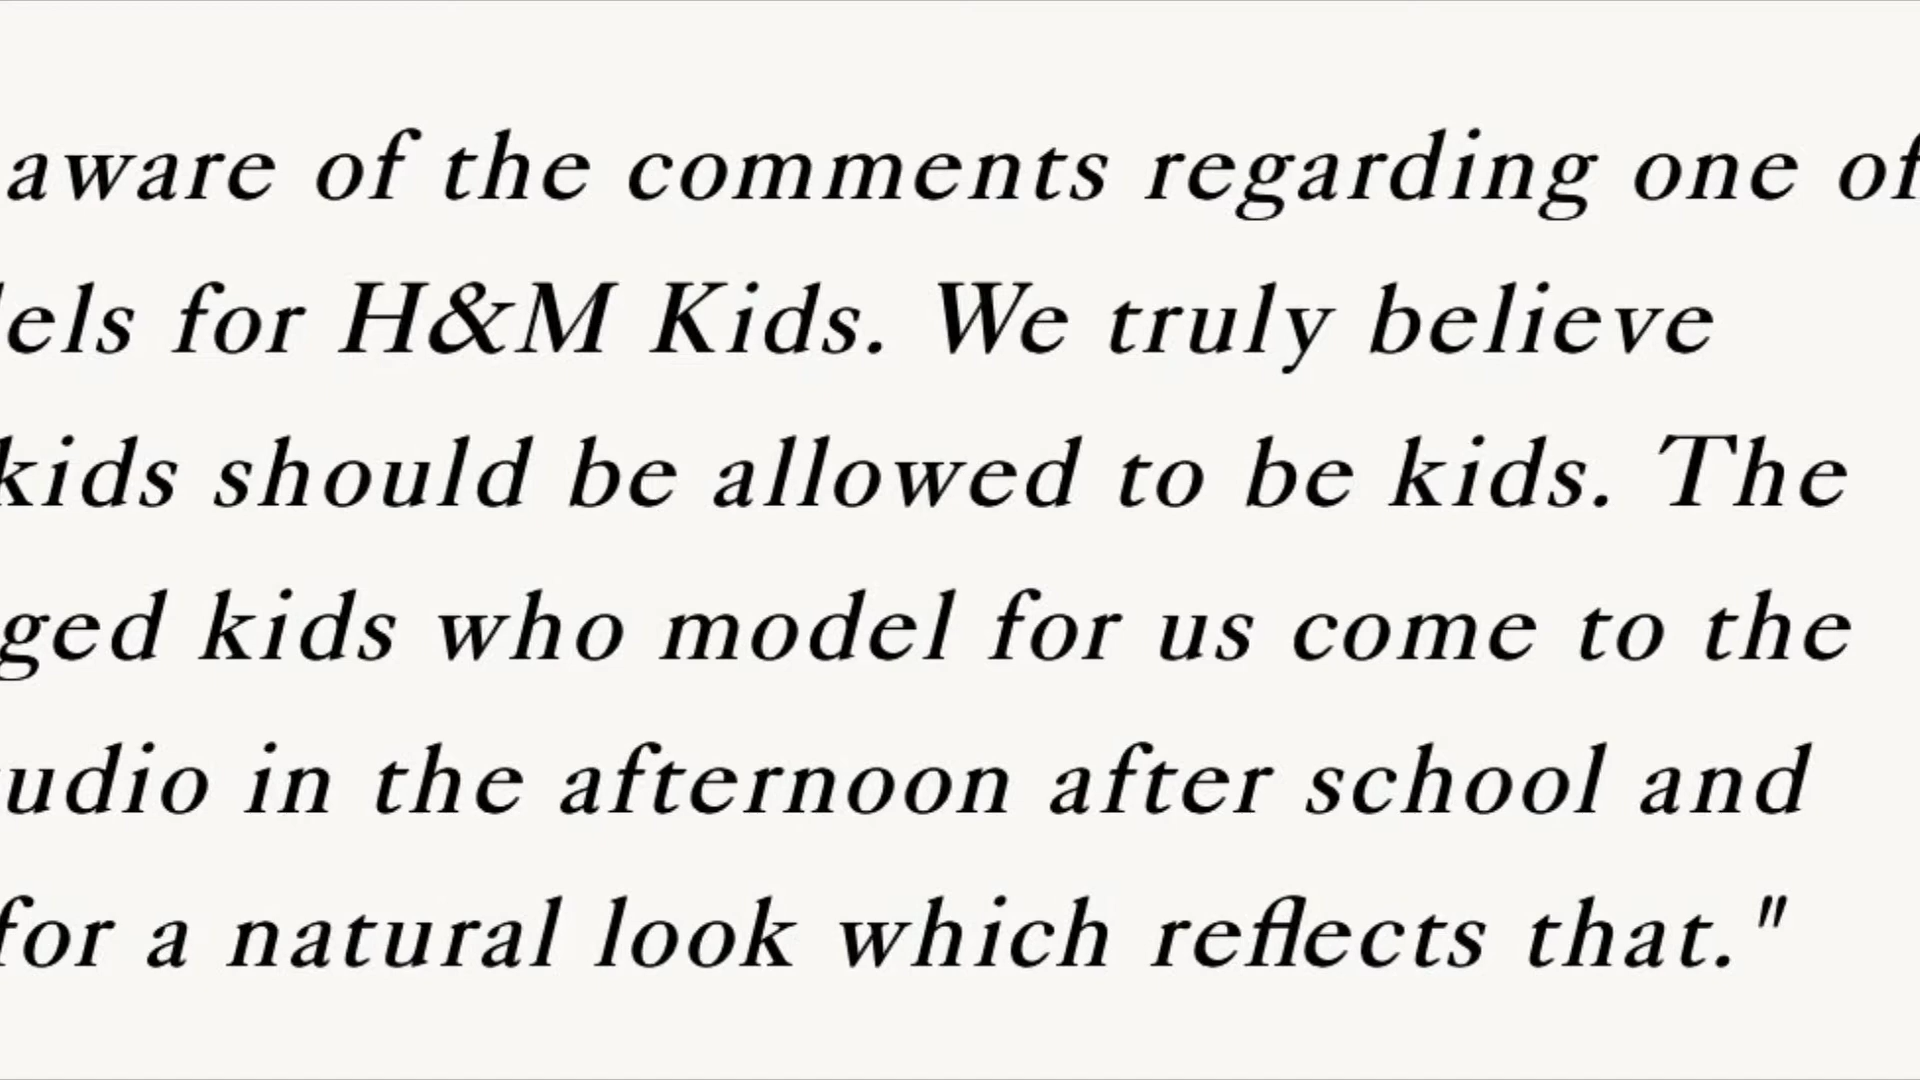 aware of the comments regarding one of
els for H&M Kids. We truly believe
kids should be allowed to be kids. The
ged kids who model for us come to the
udio in the afternoon after school and
for a natural look which reflects that."